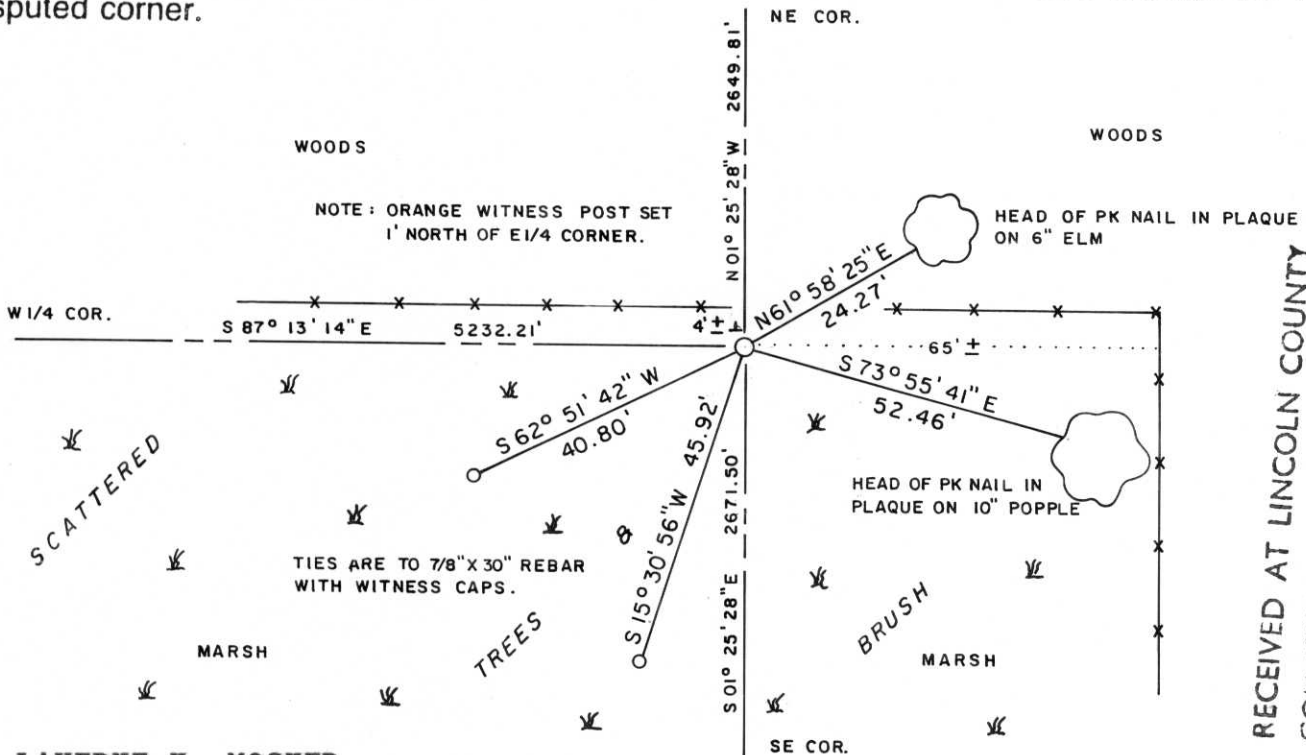 sputed corner.
NE COR.
2649.81'
N01° 25' 28" W
WOODS
WOODS
NOTE: ORANGE WITNESS POST SET
1' NORTH OF E1/4 CORNER.
HEAD OF PK NAIL IN PLAQUE
ON 6" ELM
N61° 58' 25" E
24.27'
W1/4 COR.
S 87° 13' 14" E 5232.21'
4'±
65'±
S 73° 55' 41" E
52.46'
S 62° 51' 42" W
40.80'
S 15° 30' 56" W 45.92'
S 01° 25' 28" E 2671.50'
HEAD OF PK NAIL IN
PLAQUE ON 10" POPPLE
SCATTERED
TREES
&
BRUSH
TIES ARE TO 7/8" X 30" REBAR
WITH WITNESS CAPS.
MARSH
MARSH
SE COR.
RECEIVED AT LINCOLN COUNTY